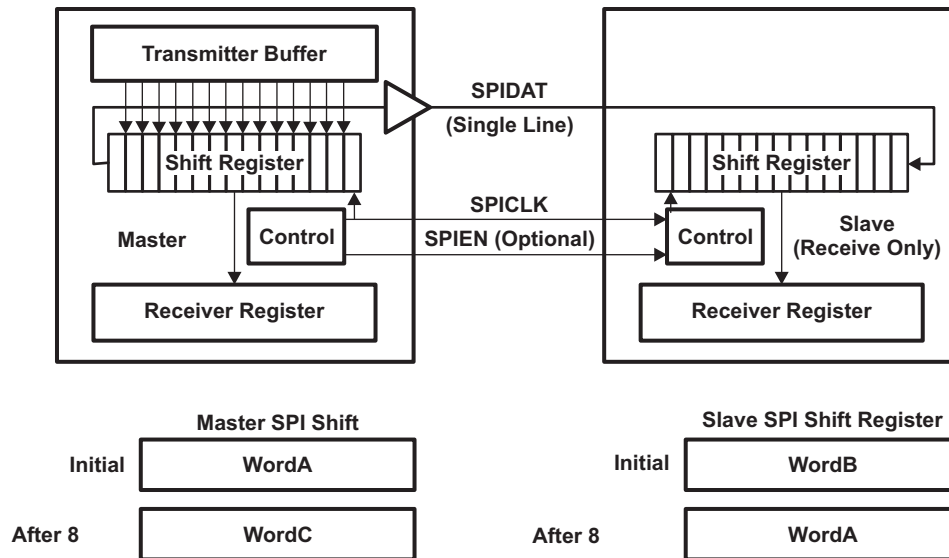 Transmitter Buffer
SPIDAT
(Single Line)
Shift Register
Shift Register
SPICLK
Master
Control
SPIEN (Optional)
Control
Slave
(Receive Only)
Receiver Register
Receiver Register
Master SPI Shift
Slave SPI Shift Register
Initial
WordA
Initial
WordB
After 8
WordC
After 8
WordA